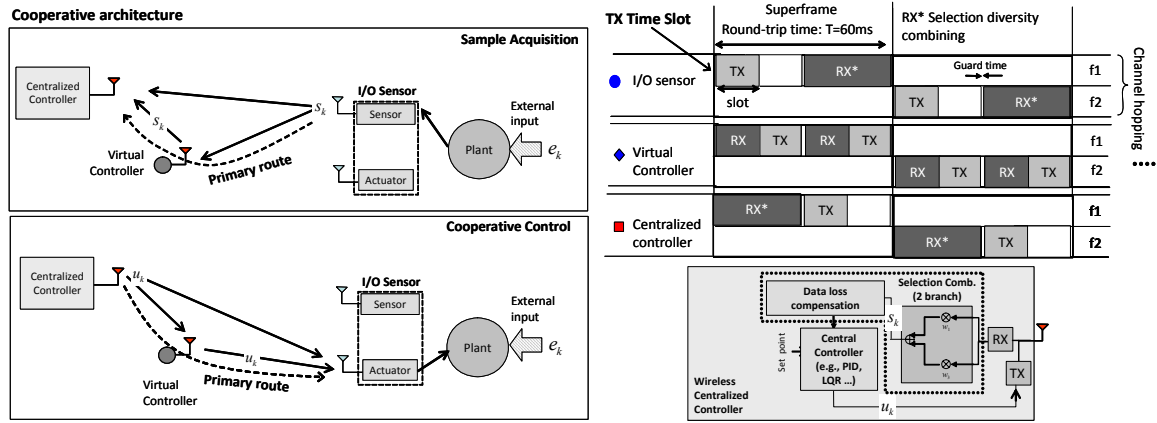 Cooperative architecture
Sample Acquisition
Centralized
Controller
s_k
s_k
Virtual
Controller
Primary route
I/O Sensor
Sensor
Actuator
Plant
External
input
e_k
Cooperative Control
Centralized
Controller
u_k
u_k
Virtual
Controller
Primary route
I/O Sensor
Sensor
Actuator
Plant
External
input
e_k
TX Time Slot
Superframe
Round-trip time: T=60ms
RX* Selection diversity
combining
I/O sensor
TX
RX*
slot
Guard time
f1
TX
RX*
f2
Channel hopping
Virtual
Controller
RX TX RX TX
f1
RX TX RX TX
f2
Centralized
controller
RX* TX
f1
RX* TX
f2
Data loss
compensation
Selection Comb.
(2 branch)
s_k
Set point
Central
Controller
(e.g., PID,
LQR ...)
RX
TX
Wireless
Centralized
Controller
u_k